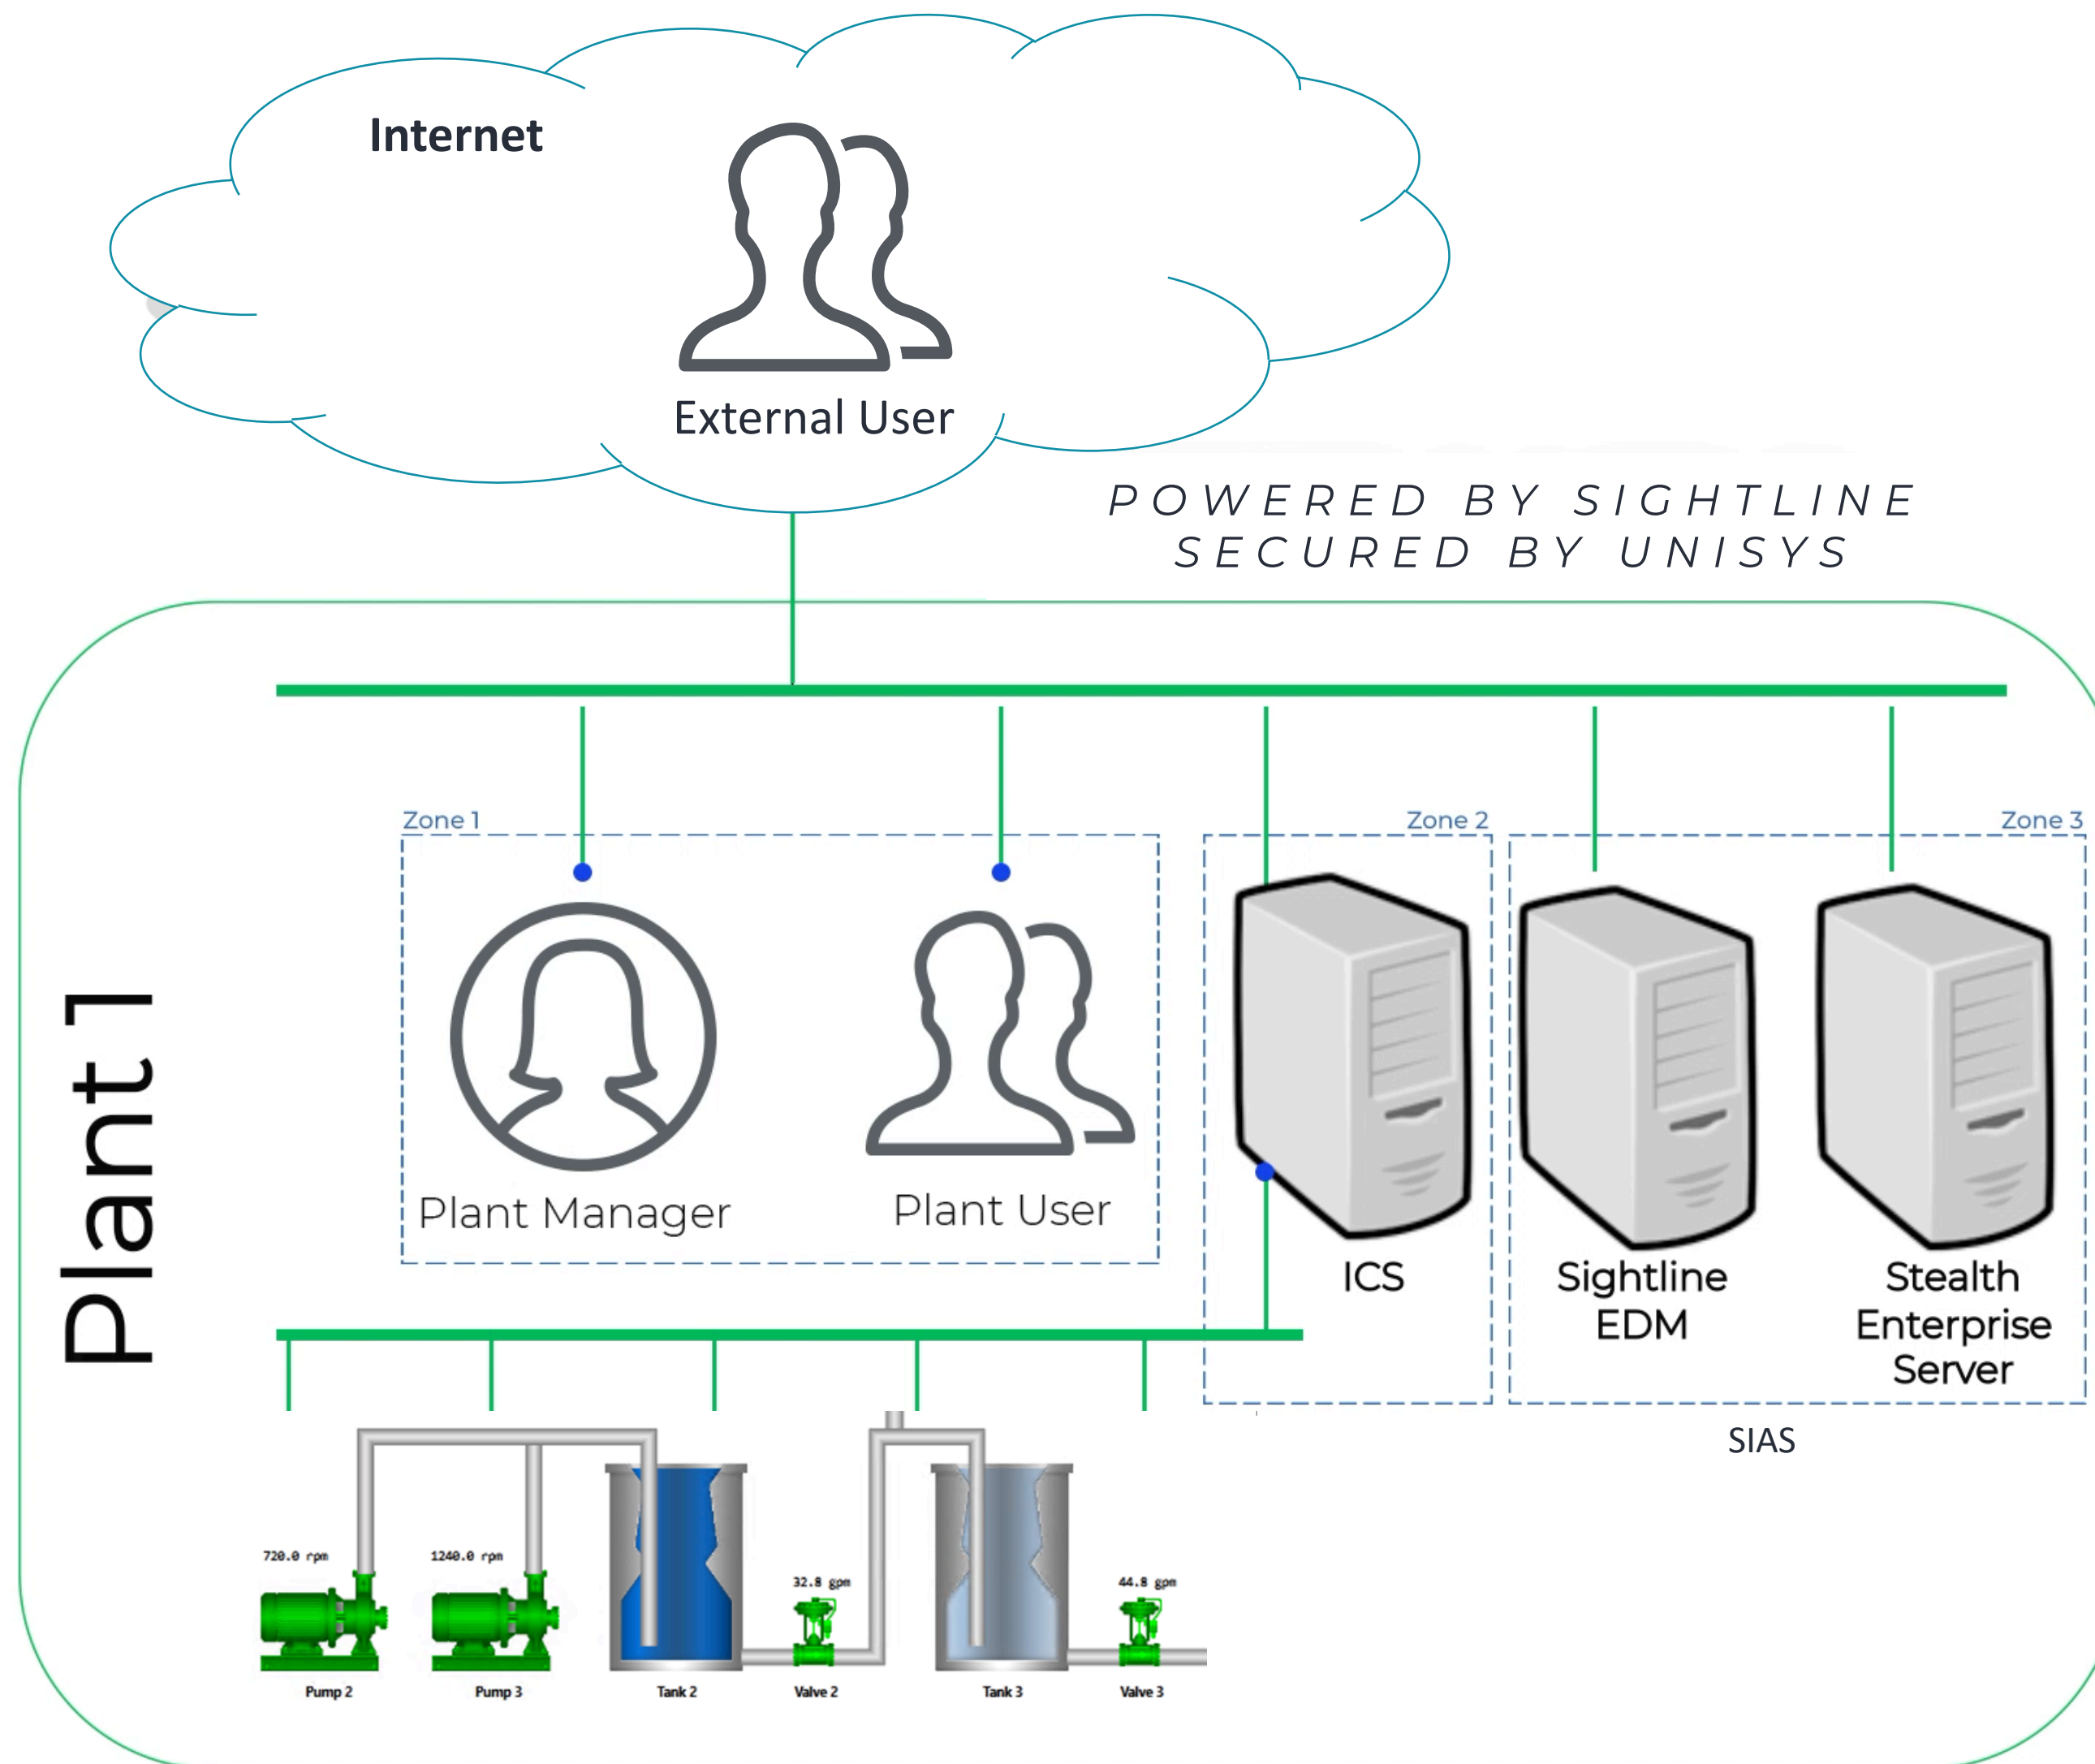 Internet
External User
POWERED BY SIGHTLINE
SECURED BY UNISYS
Plant 1
Zone 1
Zone 2
Zone 3
Plant Manager
Plant User
ICS
Sightline
EDM
Stealth
Enterprise
Server
SIAS
720.0 rpm
1240.0 rpm
32.8 gpm
44.8 gpm
Pump 2
Pump 3
Tank 2
Valve 2
Tank 3
Valve 3